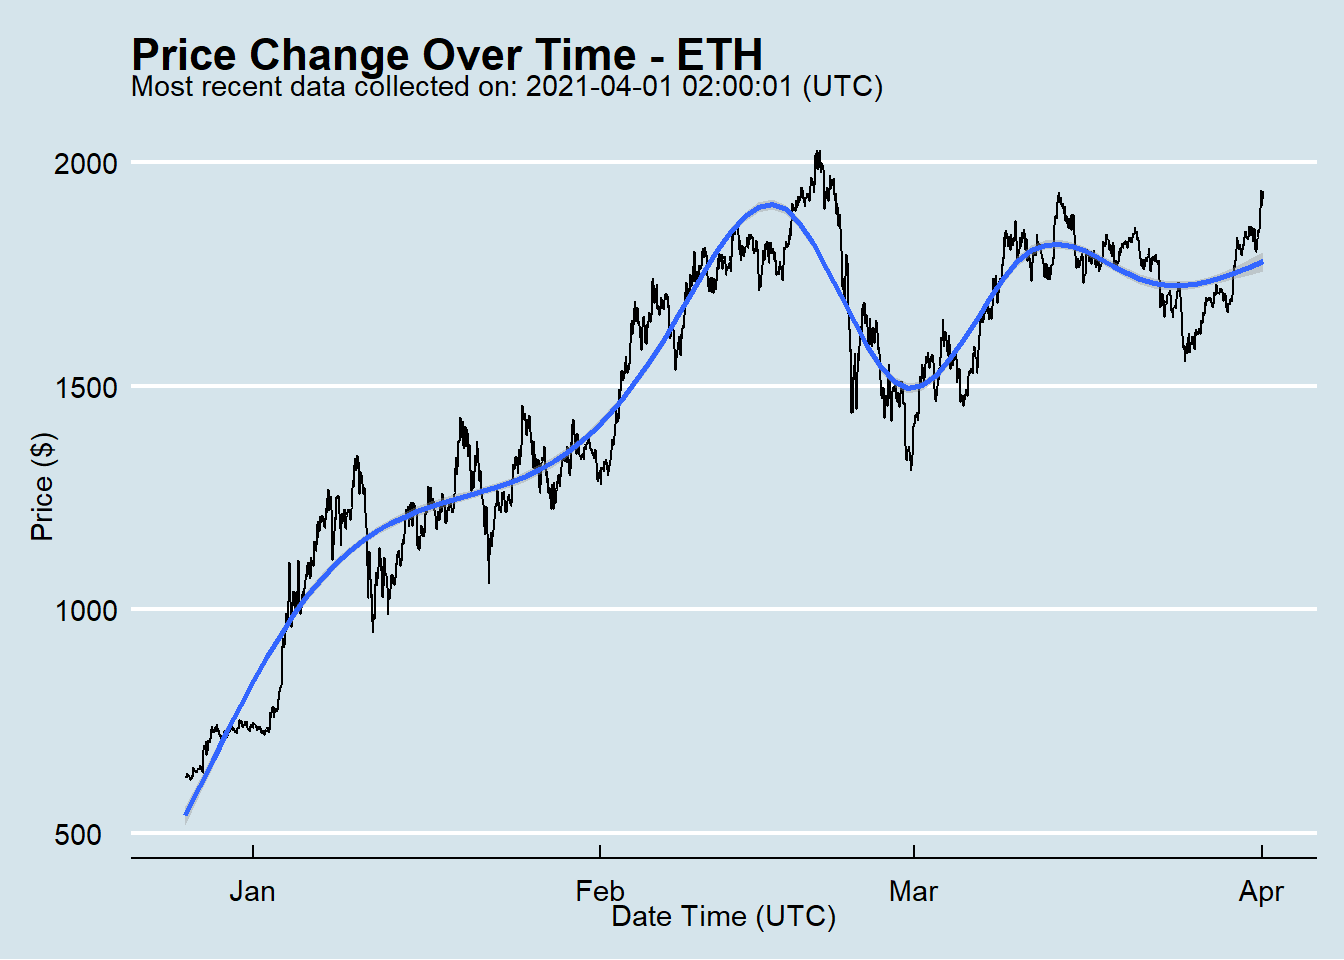 Price Change Over Time - ETH
Most recent data collected on: 2021-04-01 02:00:01 (UTC)
2000
1500
1000
500
Price ($)
Jan Feb Mar Apr
Date Time (UTC)